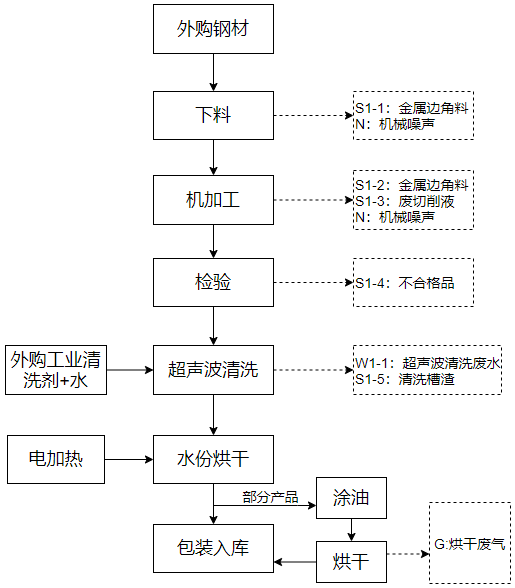 外购钢材
下料
S1-1：金属边角料
N：机械噪声
机加工
S1-2：金属边角料
S1-3：废切削液
N：机械噪声
检验
S1-4：不合格品
外购工业清
洗剂+水
超声波清洗
W1-1：超声波清洗废水
S1-5：清洗槽渣
电加热
水份烘干
部分产品
涂油
包装入库
烘干
G:烘干废气